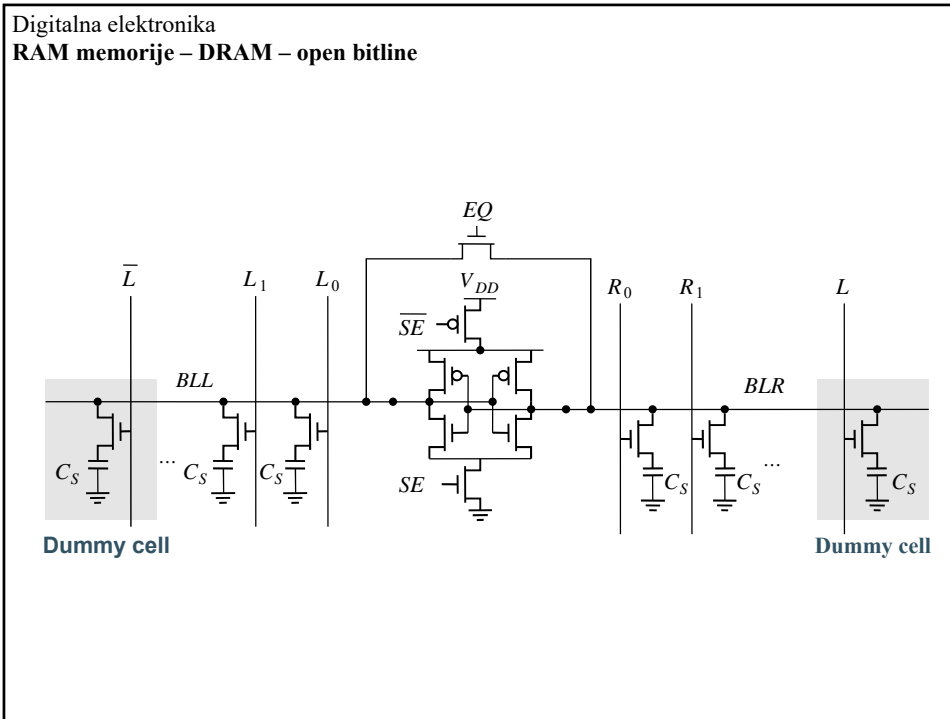 Digitalna elektronika
RAM memorije – DRAM – open bitline
EQ
L̅ L1 L0 VDD R0 R1 L
S̅E̅
BLL BLR
CS ... CS CS SE CS CS ... CS
Dummy cell Dummy cell